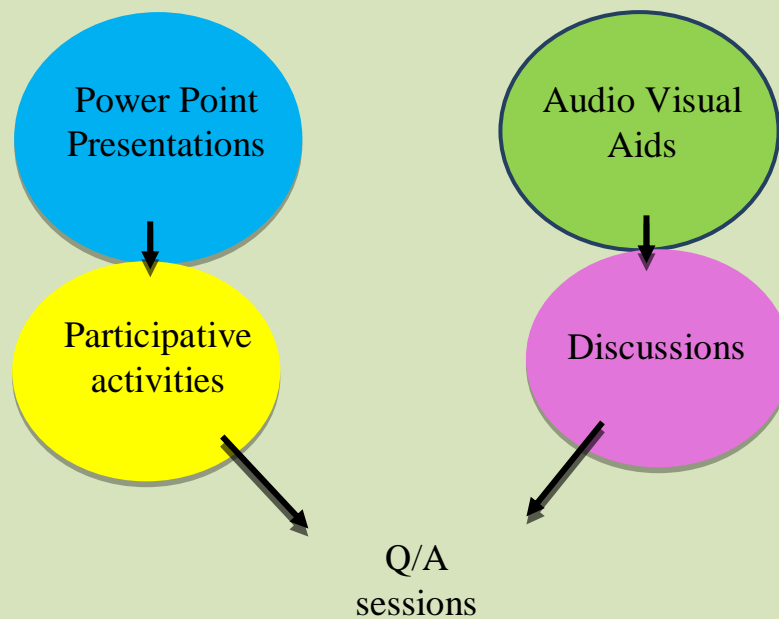 Power Point
Presentations
Audio Visual
Aids
Participative
activities
Discussions
Q/A
sessions